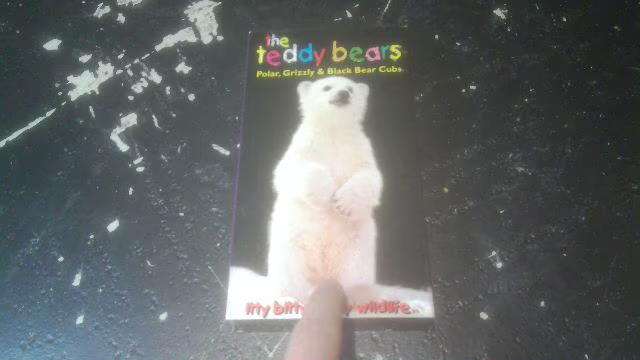 the
teddy bears
Polar, Grizzly & Black Bear Cubs
itty bitty wildlife